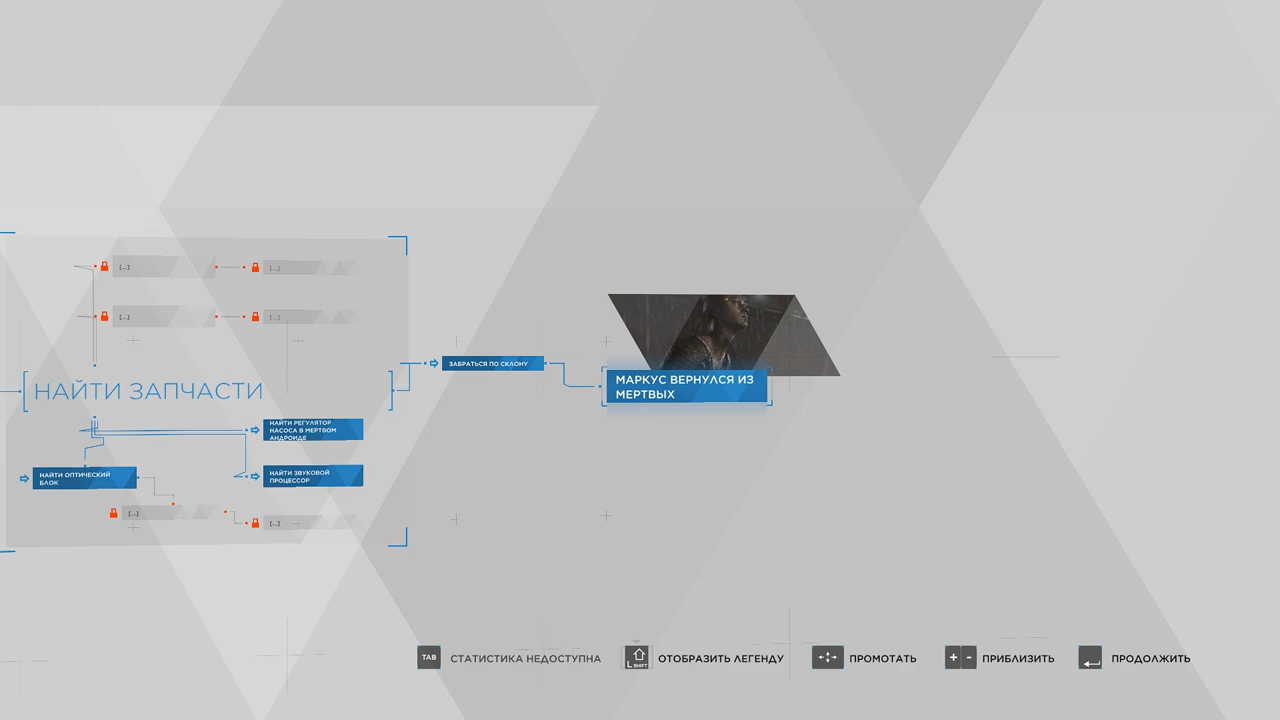 [...]
[...]
[...]
[...]
ЗАБРАТЬСЯ ПО СКЛОНУ
МАРКУС ВЕРНУЛСЯ ИЗ
МЕРТВЫХ
НАЙТИ ЗАПЧАСТИ
НАЙТИ РЕГУЛЯТОР
НАСОСА В МЕРТВОМ
АНДРОИДЕ
НАЙТИ ОПТИЧЕСКИЙ
БЛОК
НАЙТИ ЗВУКОВОЙ
ПРОЦЕССОР
[...]
[...]
TAB СТАТИСТИКА НЕДОСТУПНА
L SHIFT ОТОБРАЗИТЬ ЛЕГЕНДУ
ПРОМОТАТЬ
+ - ПРИБЛИЗИТЬ
ПРОДОЛЖИТЬ